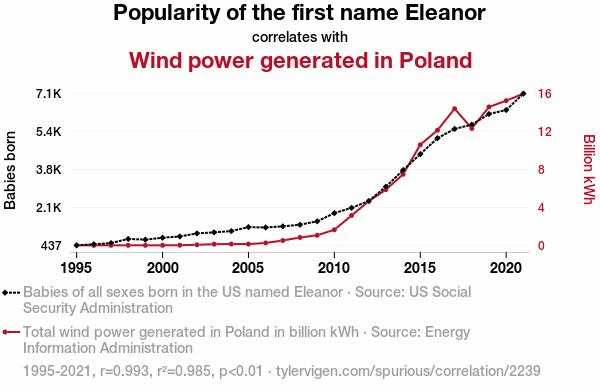 Popularity of the first name Eleanor
correlates with
Wind power generated in Poland
7.1K
5.4K
3.8K
2.1K
437
Babies born
16
12
8
4
0
Billion kWh
1995
2000
2005
2010
2015
2020
Babies of all sexes born in the US named Eleanor · Source: US Social
Security Administration
Total wind power generated in Poland in billion kWh · Source: Energy
Information Administration
1995-2021, r=0.993, r²=0.985, p<0.01 · tylervigen.com/spurious/correlation/2239